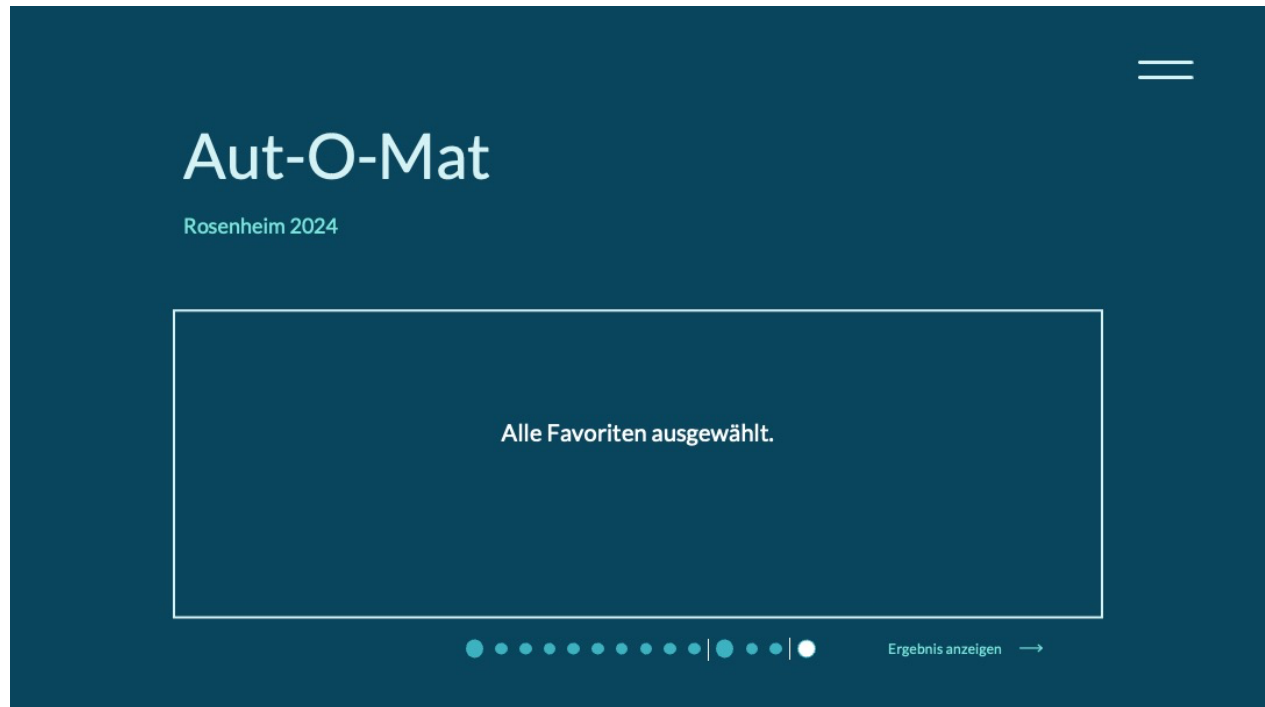 Aut-O-Mat
Rosenheim 2024
Alle Favoriten ausgewählt.
Ergebnis anzeigen